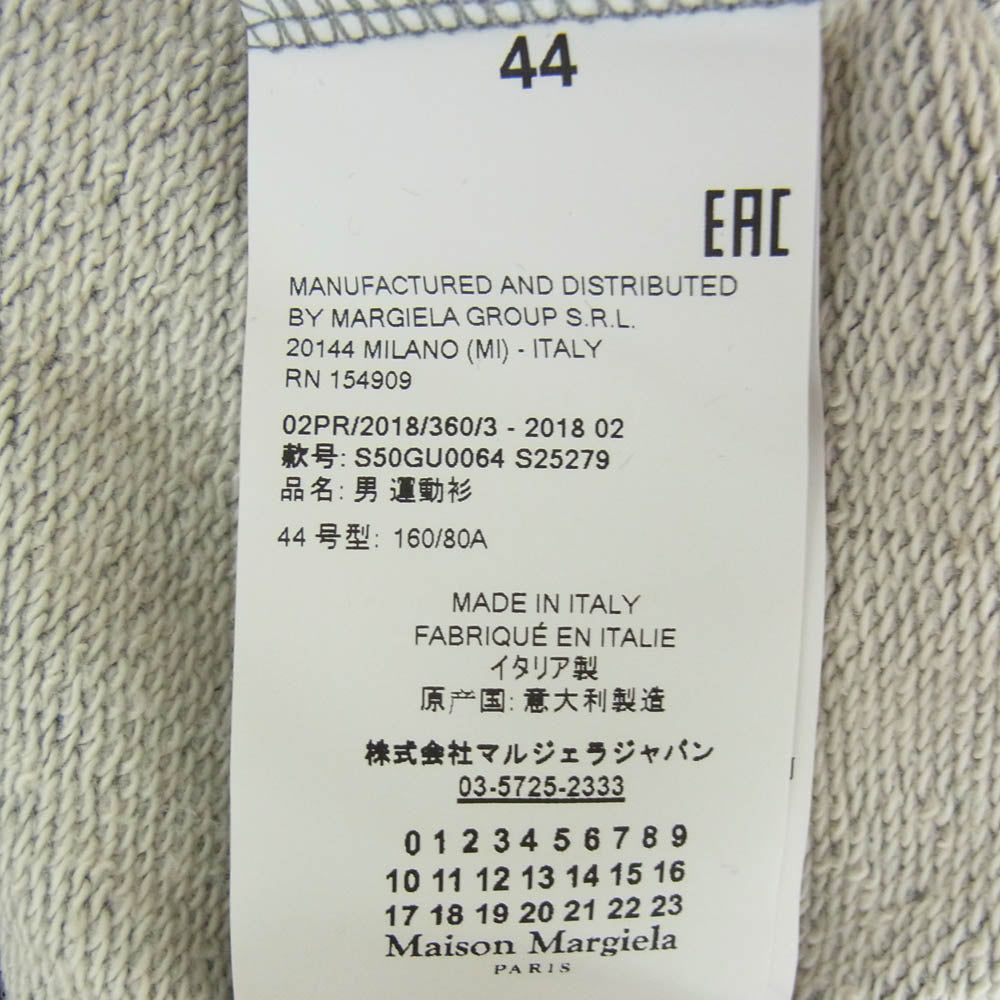 44
EAC
MANUFACTURED AND DISTRIBUTED
BY MARGIELA GROUP S.R.L.
20144 MILANO (MI) - ITALY
RN 154909
02PR/2018/360/3 - 2018 02
款号: S50GU0064 S25279
品名: 男 運動衫
44 号型: 160/80A
MADE IN ITALY
FABRIQUÉ EN ITALIE
イタリア製
原产国: 意大利製造
株式会社マルジェラジャパン
03-5725-2333
0 1 2 3 4 5 6 7 8 9
10 11 12 13 14 15 16
17 18 19 20 21 22 23
Maison Margiela
PARIS